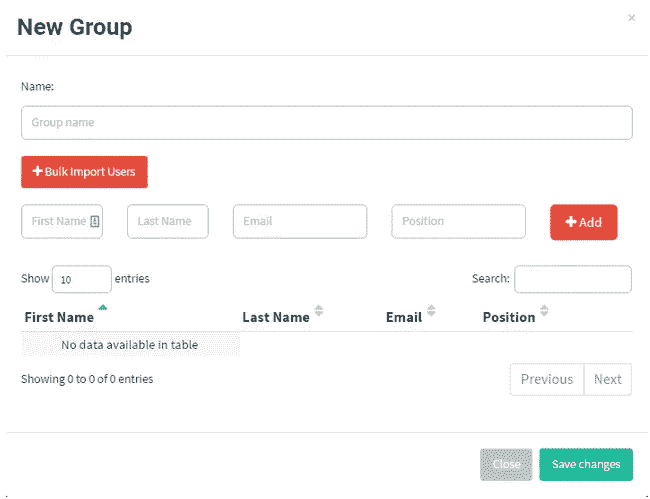 New Group
×
Name:
Group name
+ Bulk Import Users
First Name Last Name Email Position + Add
Show 10 entries Search:
First Name Last Name Email Position
No data available in table
Showing 0 to 0 of 0 entries Previous Next
Close Save changes